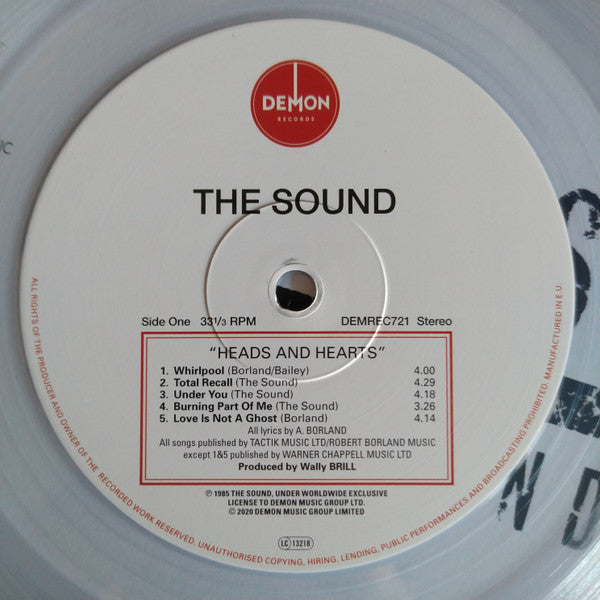 DEMON
RECORDS
THE SOUND
Side One 33 1/3 RPM DEMREC721 Stereo
"HEADS AND HEARTS"
1. Whirlpool (Borland/Bailey) 4.00
2. Total Recall (The Sound) 4.29
3. Under You (The Sound) 4.18
4. Burning Part Of Me (The Sound) 3.26
5. Love Is Not A Ghost (Borland) 4.14
All lyrics by A. BORLAND
All songs published by TACTIK MUSIC LTD/ROBERT BORLAND MUSIC
except 1&5 published by WARNER CHAPPELL MUSIC LTD
Produced by Wally BRILL
℗ 1985 THE SOUND, UNDER WORLDWIDE EXCLUSIVE
LICENSE TO DEMON MUSIC GROUP LTD.
© 2020 DEMON MUSIC GROUP LIMITED
LC 13218
ALL RIGHTS OF THE PRODUCER AND OWNER OF THE RECORDED WORK RESERVED. UNAUTHORISED COPYING, HIRING, LENDING, PUBLIC PERFORMANCES AND BROADCASTING PROHIBITED. MANUFACTURED IN E.U.
N D